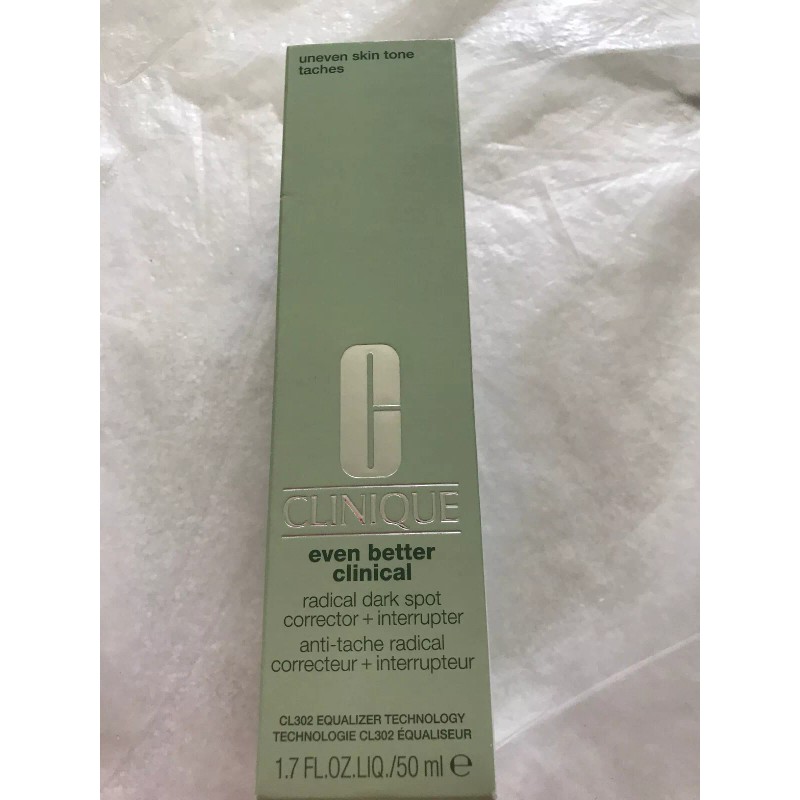 uneven skin tone
taches
C
CLINIQUE
even better
clinical
radical dark spot
corrector + interrupter
anti-tache radical
correcteur + interrupteur
CL302 EQUALIZER TECHNOLOGY
TECHNOLOGIE CL302 ÉQUALISEUR
1.7 FL.OZ.LIQ./50 ml ℮